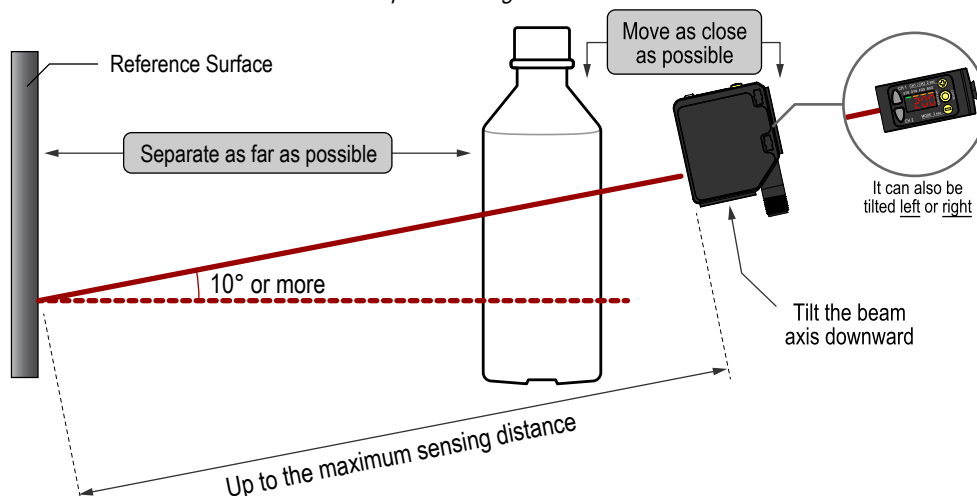 Reference Surface
Move as close
as possible
Separate as far as possible
200
It can also be
tilted left or right
10° or more
Tilt the beam
axis downward
Up to the maximum sensing distance